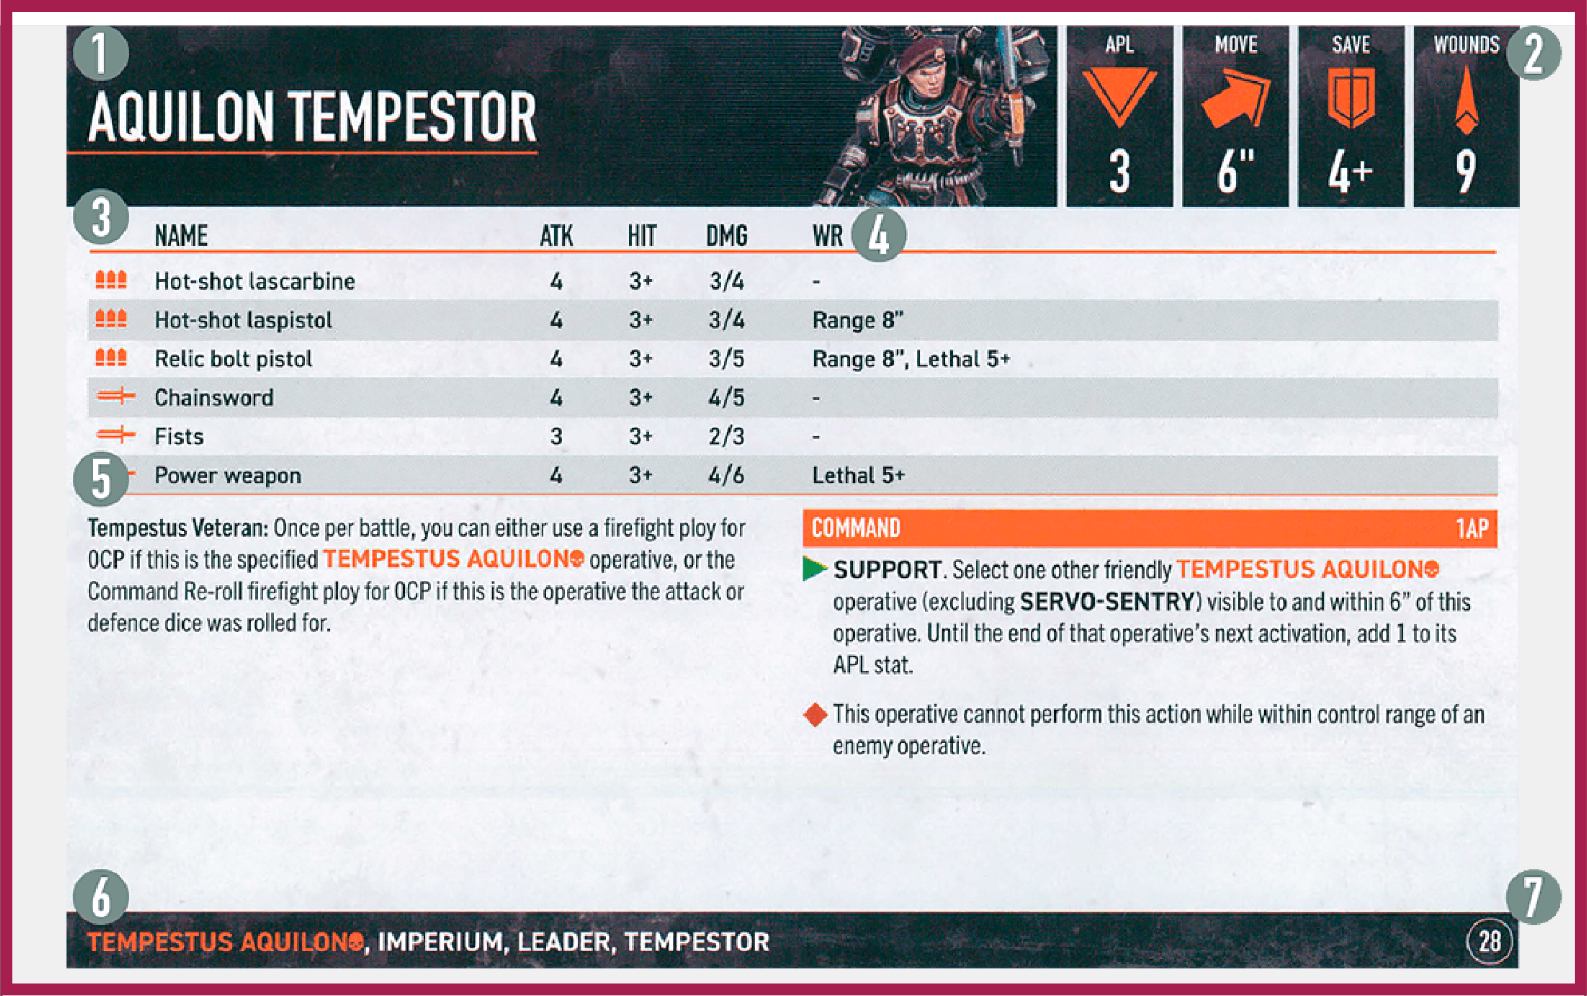 1
2
AQUILON TEMPESTOR
APL MOVE SAVE WOUNDS
3 6" 4+ 9
3
4
NAME ATK HIT DMG WR
Hot-shot lascarbine 4 3+ 3/4 -
Hot-shot laspistol 4 3+ 3/4 Range 8"
Relic bolt pistol 4 3+ 3/5 Range 8", Lethal 5+
Chainsword 4 3+ 4/5 -
Fists 3 3+ 2/3 -
5
Power weapon 4 3+ 4/6 Lethal 5+
Tempestus Veteran: Once per battle, you can either use a firefight ploy for
0CP if this is the specified TEMPESTUS AQUILON operative, or the
Command Re-roll firefight ploy for 0CP if this is the operative the attack or
defence dice was rolled for.
COMMAND 1AP
SUPPORT. Select one other friendly TEMPESTUS AQUILON
operative (excluding SERVO-SENTRY) visible to and within 6" of this
operative. Until the end of that operative's next activation, add 1 to its
APL stat.
This operative cannot perform this action while within control range of an
enemy operative.
6
7
TEMPESTUS AQUILON, IMPERIUM, LEADER, TEMPESTOR
28